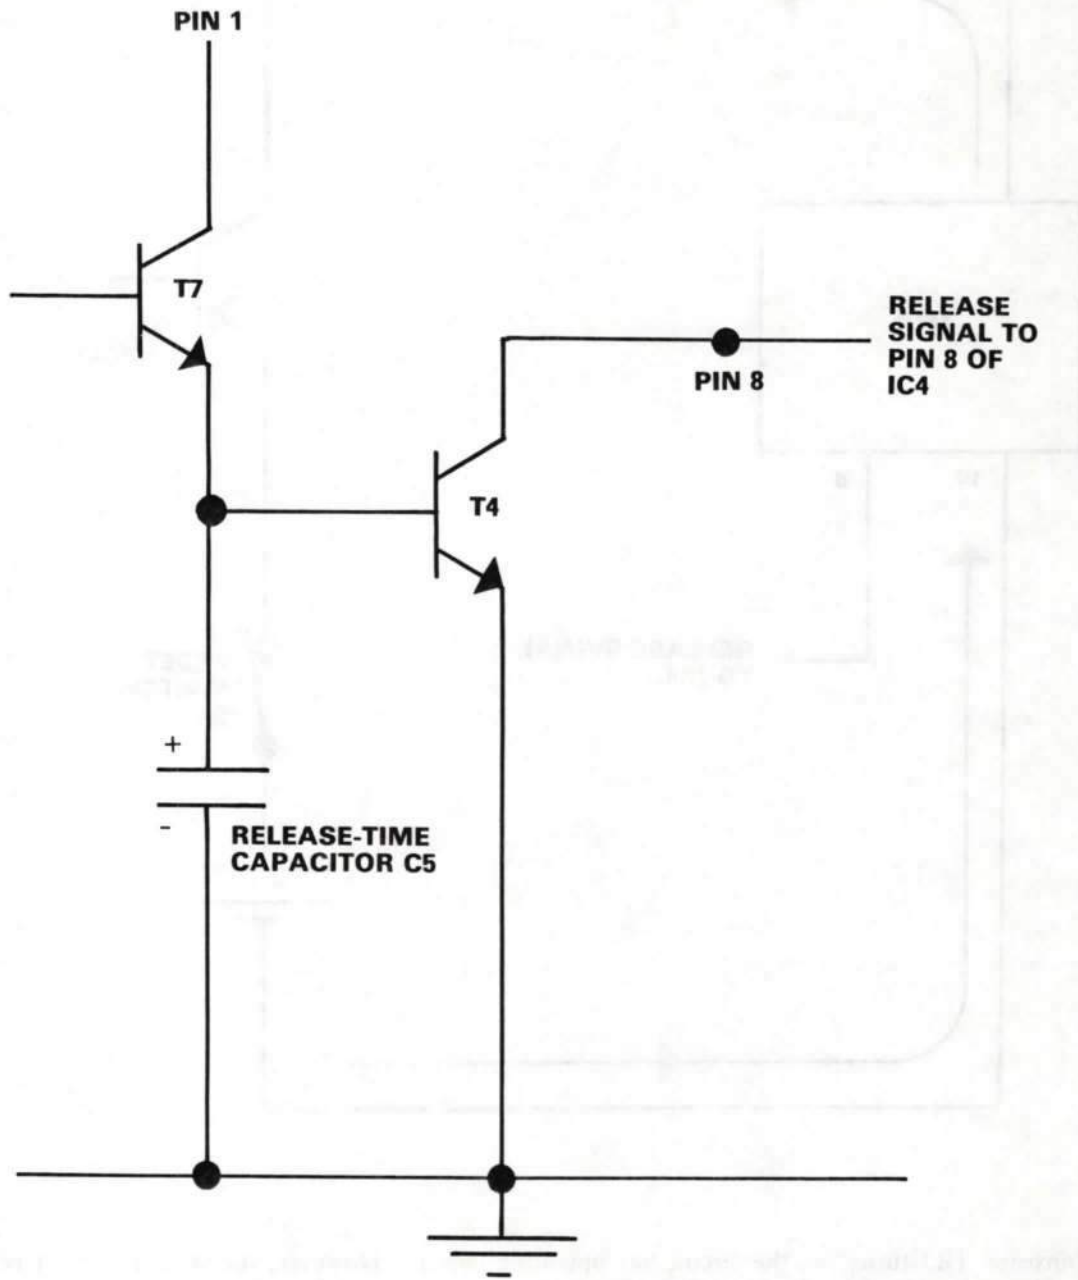 PIN 1
T7
RELEASE
SIGNAL TO
PIN 8 OF
IC4
PIN 8
T4
+
-
RELEASE-TIME
CAPACITOR C5